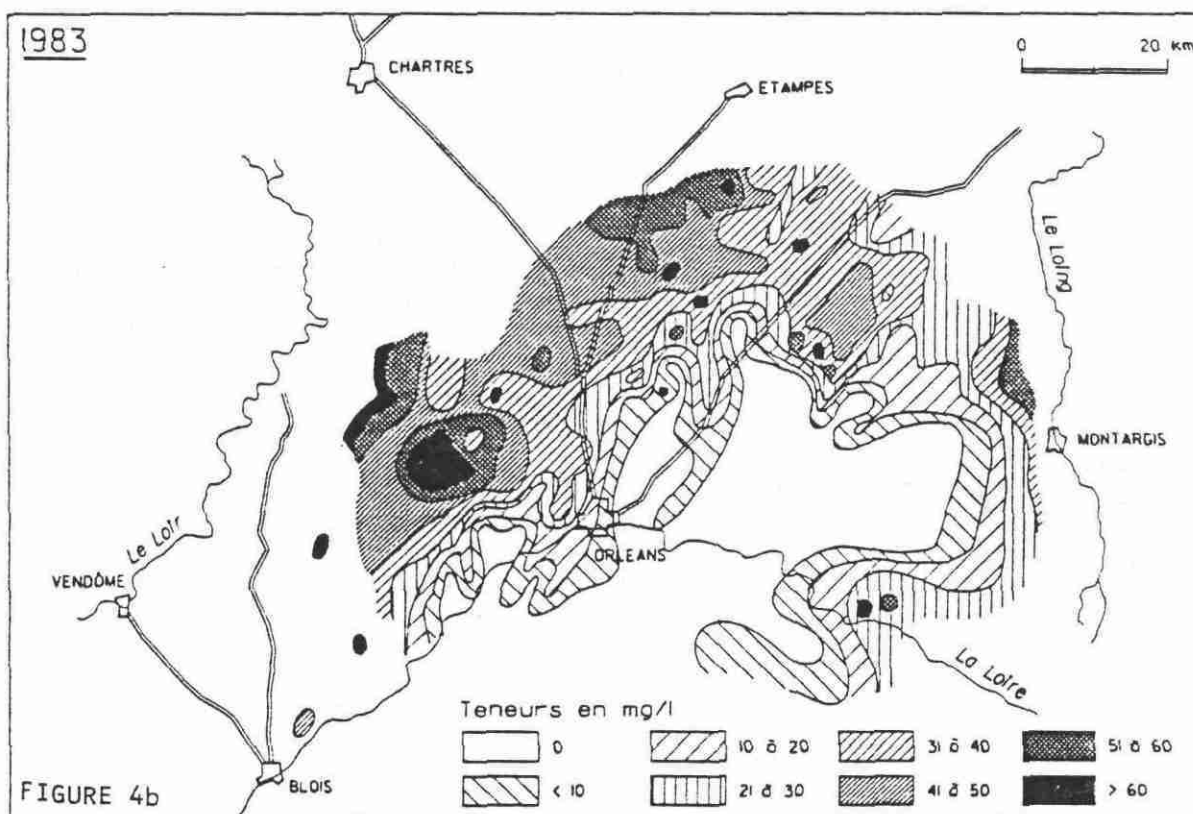 1983
0 20 km
CHARTRES
ETAMPES
Le Loing
MONTARGIS
Le Loir
VENDÔME
ORLEANS
La Loire
BLOIS
Teneurs en mg/l
0
10 à 20
31 à 40
51 à 60
< 10
21 à 30
41 à 50
> 60
FIGURE 4b